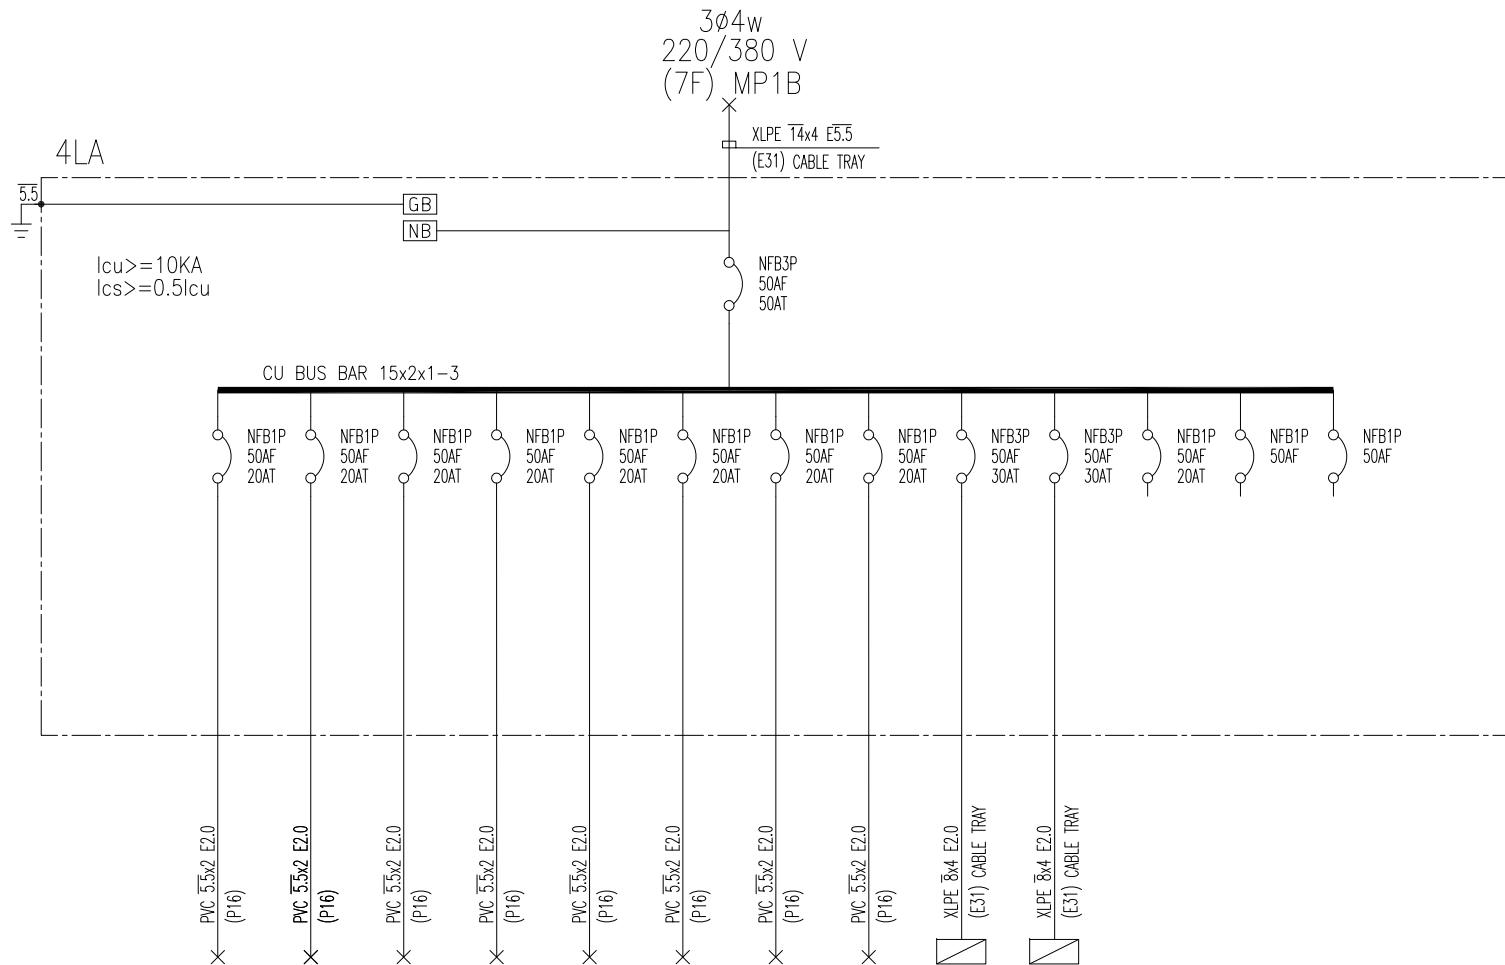 3ø4w
220/380 V
(7F) MP1B
XLPE 14x4 E5.5
(E31) CABLE TRAY
4LA
5.5
GB
NB
Icu>=10KA
Ics>=0.5Icu
NFB3P
50AF
50AT
CU BUS BAR 15x2x1-3
NFB1P
50AF
20AT
NFB1P
50AF
20AT
NFB1P
50AF
20AT
NFB1P
50AF
20AT
NFB1P
50AF
20AT
NFB1P
50AF
20AT
NFB1P
50AF
20AT
NFB1P
50AF
20AT
NFB3P
50AF
30AT
NFB3P
50AF
30AT
NFB1P
50AF
20AT
NFB1P
50AF
NFB1P
50AF
PVC 5.5x2 E2.0
(P16)
PVC 5.5x2 E2.0
(P16)
PVC 5.5x2 E2.0
(P16)
PVC 5.5x2 E2.0
(P16)
PVC 5.5x2 E2.0
(P16)
PVC 5.5x2 E2.0
(P16)
PVC 5.5x2 E2.0
(P16)
PVC 5.5x2 E2.0
(P16)
XLPE 8x4 E2.0
(E31) CABLE TRAY
XLPE 8x4 E2.0
(E31) CABLE TRAY